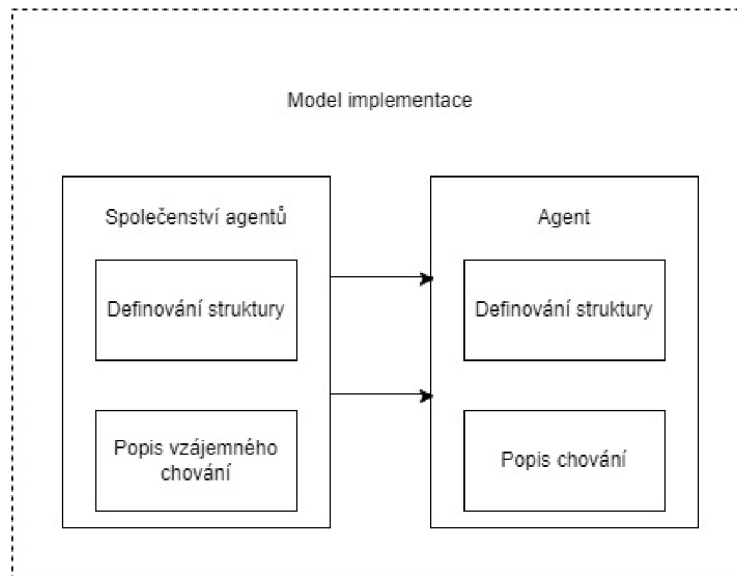 Model implementace
Společenství agentů
Definování struktury
Popis vzájemného
chování
Agent
Definování struktury
Popis chování